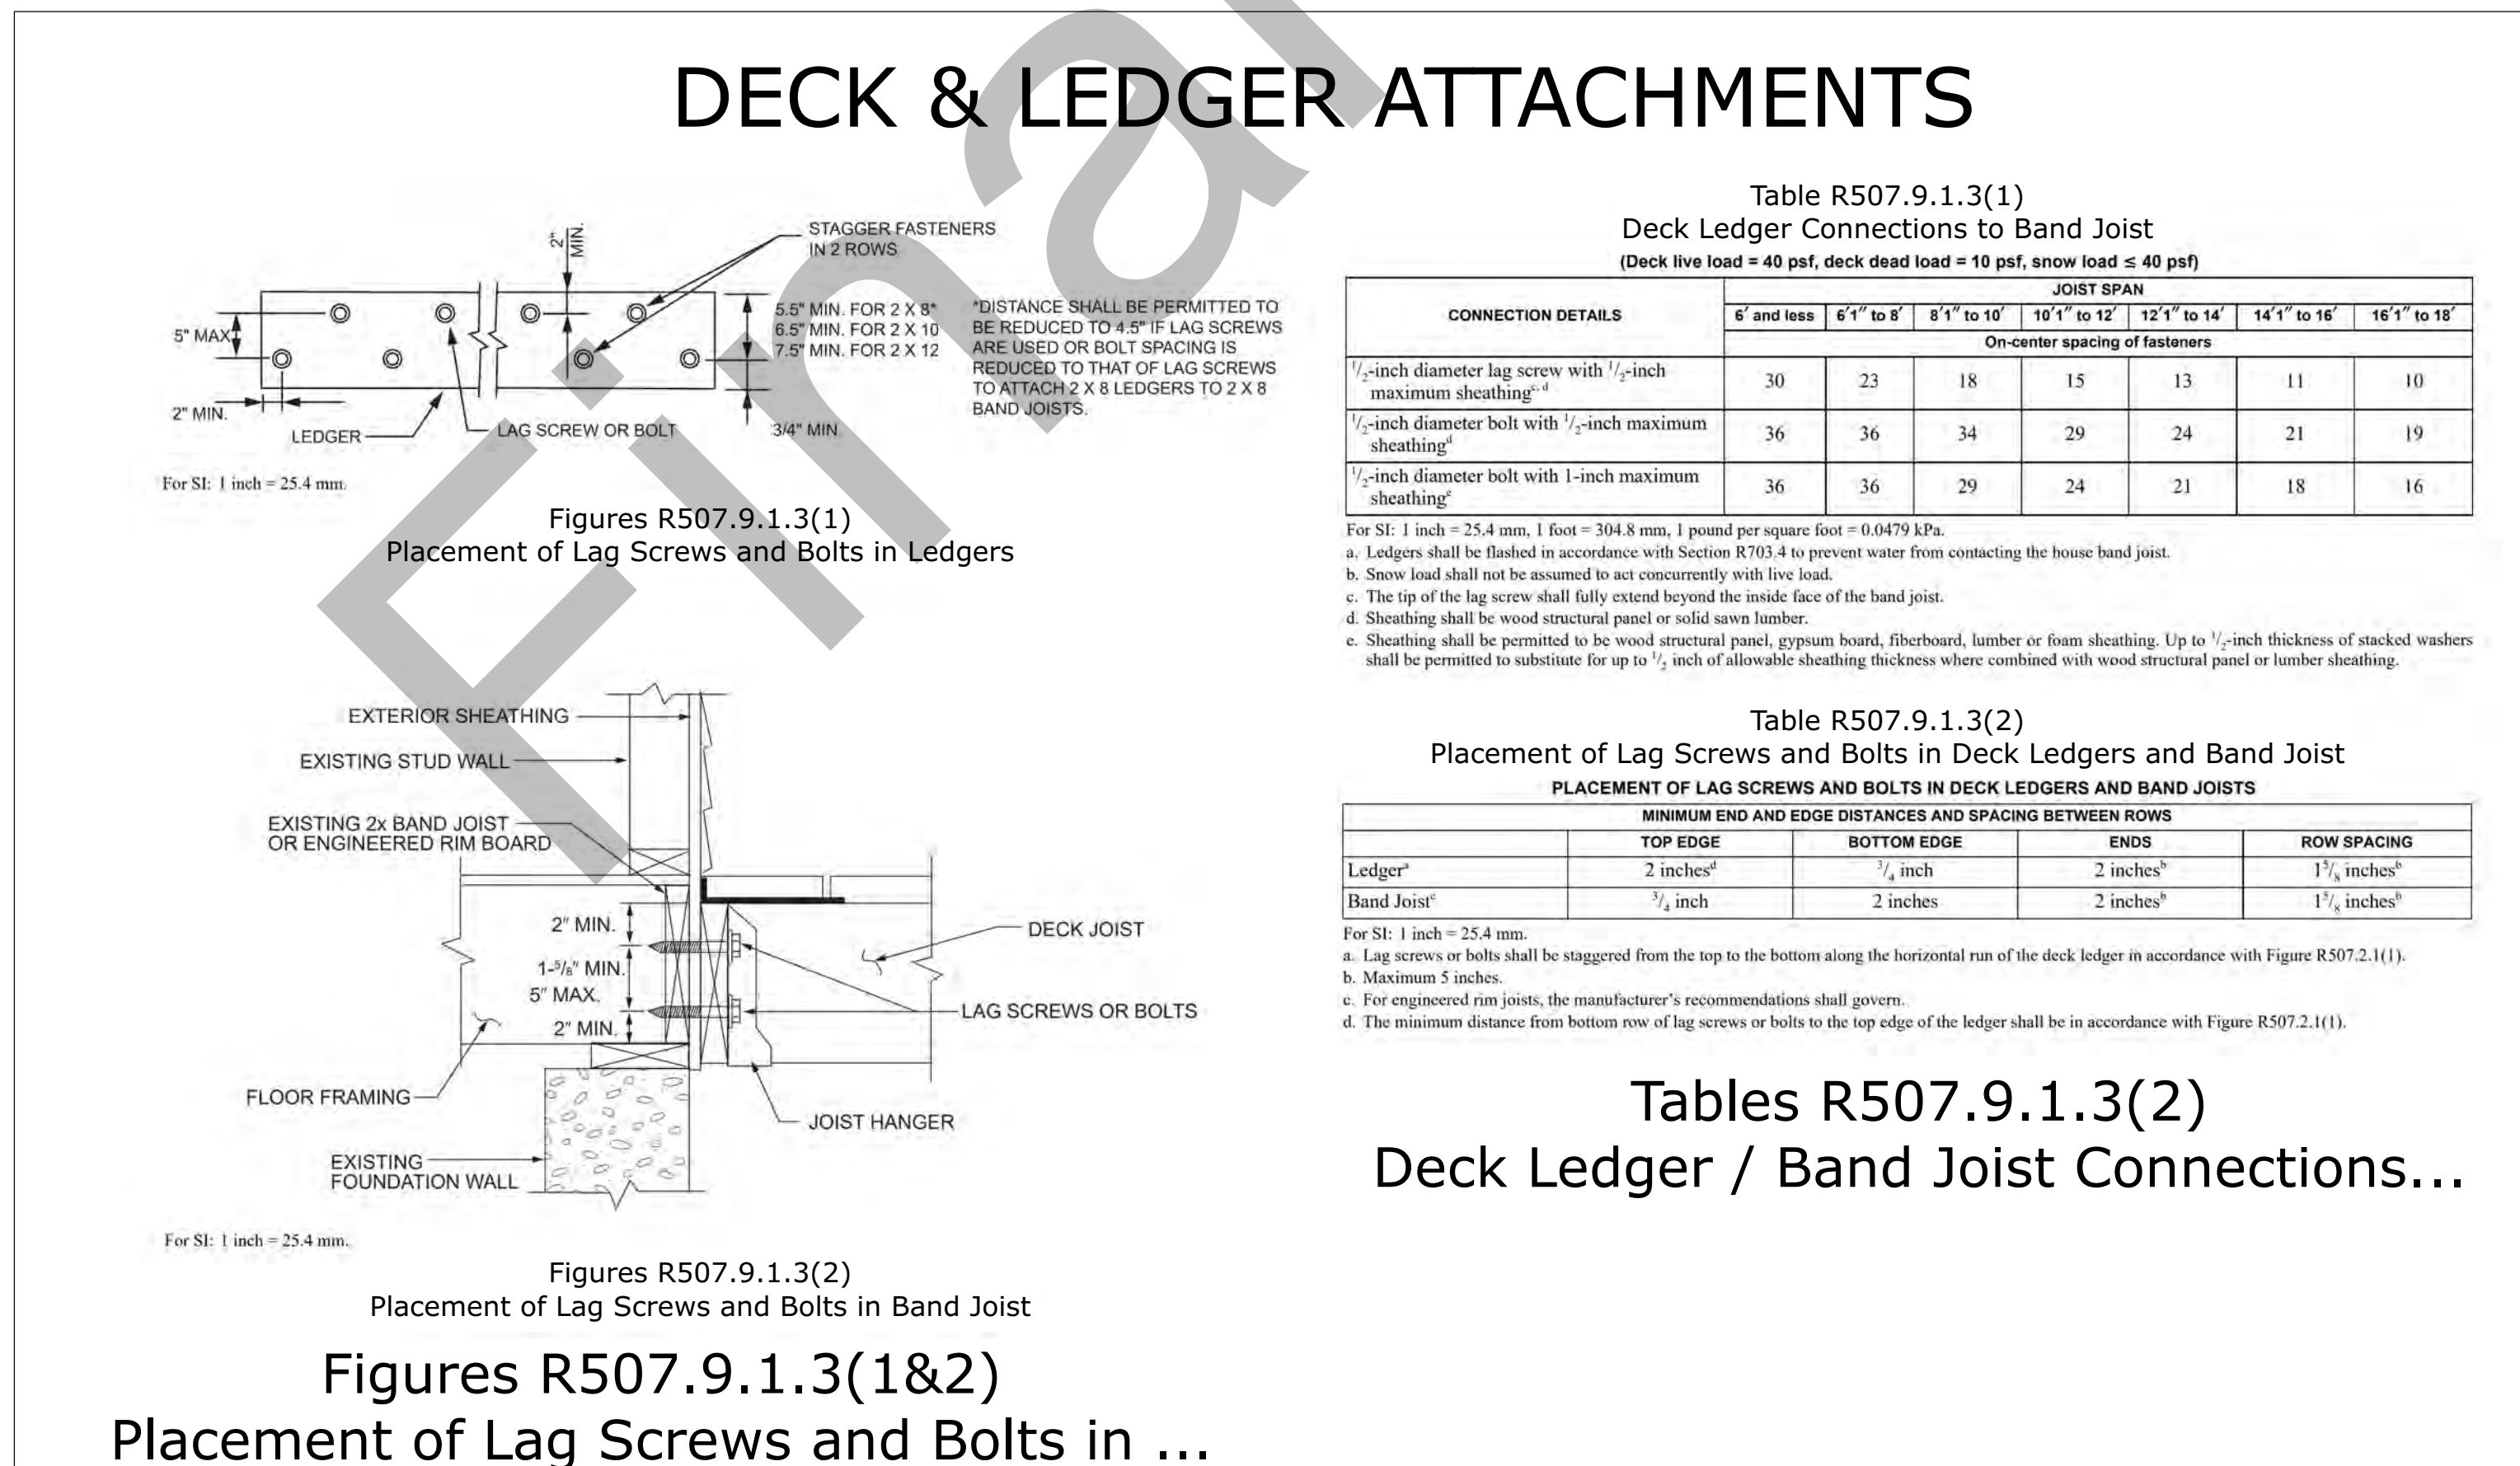 DECK & LEDGER ATTACHMENTS
Final
2"
MIN.
STAGGER FASTENERS
IN 2 ROWS
5" MAX
5.5" MIN. FOR 2 X 8*
6.5" MIN. FOR 2 X 10
7.5" MIN. FOR 2 X 12
*DISTANCE SHALL BE PERMITTED TO
BE REDUCED TO 4.5" IF LAG SCREWS
ARE USED OR BOLT SPACING IS
REDUCED TO THAT OF LAG SCREWS
TO ATTACH 2 X 8 LEDGERS TO 2 X 8
BAND JOISTS.
2" MIN.
LEDGER
LAG SCREW OR BOLT
3/4" MIN
For SI: 1 inch = 25.4 mm.
Figures R507.9.1.3(1)
Placement of Lag Screws and Bolts in Ledgers
EXTERIOR SHEATHING
EXISTING STUD WALL
EXISTING 2x BAND JOIST
OR ENGINEERED RIM BOARD
2" MIN.
1-5/8" MIN.
5" MAX.
2" MIN.
DECK JOIST
LAG SCREWS OR BOLTS
FLOOR FRAMING
JOIST HANGER
EXISTING
FOUNDATION WALL
For SI: 1 inch = 25.4 mm.
Figures R507.9.1.3(2)
Placement of Lag Screws and Bolts in Band Joist
Figures R507.9.1.3(1&2)
Placement of Lag Screws and Bolts in ...
Table R507.9.1.3(1)
Deck Ledger Connections to Band Joist
(Deck live load = 40 psf, deck dead load = 10 psf, snow load ≤ 40 psf)
CONNECTION DETAILS
JOIST SPAN
6′ and less 6′1″ to 8′ 8′1″ to 10′ 10′1″ to 12′ 12′1″ to 14′ 14′1″ to 16′ 16′1″ to 18′
On-center spacing of fasteners
1/2-inch diameter lag screw with 1/2-inch
maximum sheathing c, d 30 23 18 15 13 11 10
1/2-inch diameter bolt with 1/2-inch maximum
sheathing d 36 36 34 29 24 21 19
1/2-inch diameter bolt with 1-inch maximum
sheathing e 36 36 29 24 21 18 16
For SI: 1 inch = 25.4 mm, 1 foot = 304.8 mm, 1 pound per square foot = 0.0479 kPa.
a. Ledgers shall be flashed in accordance with Section R703.4 to prevent water from contacting the house band joist.
b. Snow load shall not be assumed to act concurrently with live load.
c. The tip of the lag screw shall fully extend beyond the inside face of the band joist.
d. Sheathing shall be wood structural panel or solid sawn lumber.
e. Sheathing shall be permitted to be wood structural panel, gypsum board, fiberboard, lumber or foam sheathing. Up to 1/2-inch thickness of stacked washers
shall be permitted to substitute for up to 1/2 inch of allowable sheathing thickness where combined with wood structural panel or lumber sheathing.
Table R507.9.1.3(2)
Placement of Lag Screws and Bolts in Deck Ledgers and Band Joist
PLACEMENT OF LAG SCREWS AND BOLTS IN DECK LEDGERS AND BAND JOISTS
MINIMUM END AND EDGE DISTANCES AND SPACING BETWEEN ROWS
TOP EDGE BOTTOM EDGE ENDS ROW SPACING
Ledger a 2 inches d 3/4 inch 2 inches b 1 5/8 inches b
Band Joist c 3/4 inch 2 inches 2 inches b 1 5/8 inches b
For SI: 1 inch = 25.4 mm.
a. Lag screws or bolts shall be staggered from the top to the bottom along the horizontal run of the deck ledger in accordance with Figure R507.2.1(1).
b. Maximum 5 inches.
c. For engineered rim joists, the manufacturer's recommendations shall govern.
d. The minimum distance from bottom row of lag screws or bolts to the top edge of the ledger shall be in accordance with Figure R507.2.1(1).
Tables R507.9.1.3(2)
Deck Ledger / Band Joist Connections...